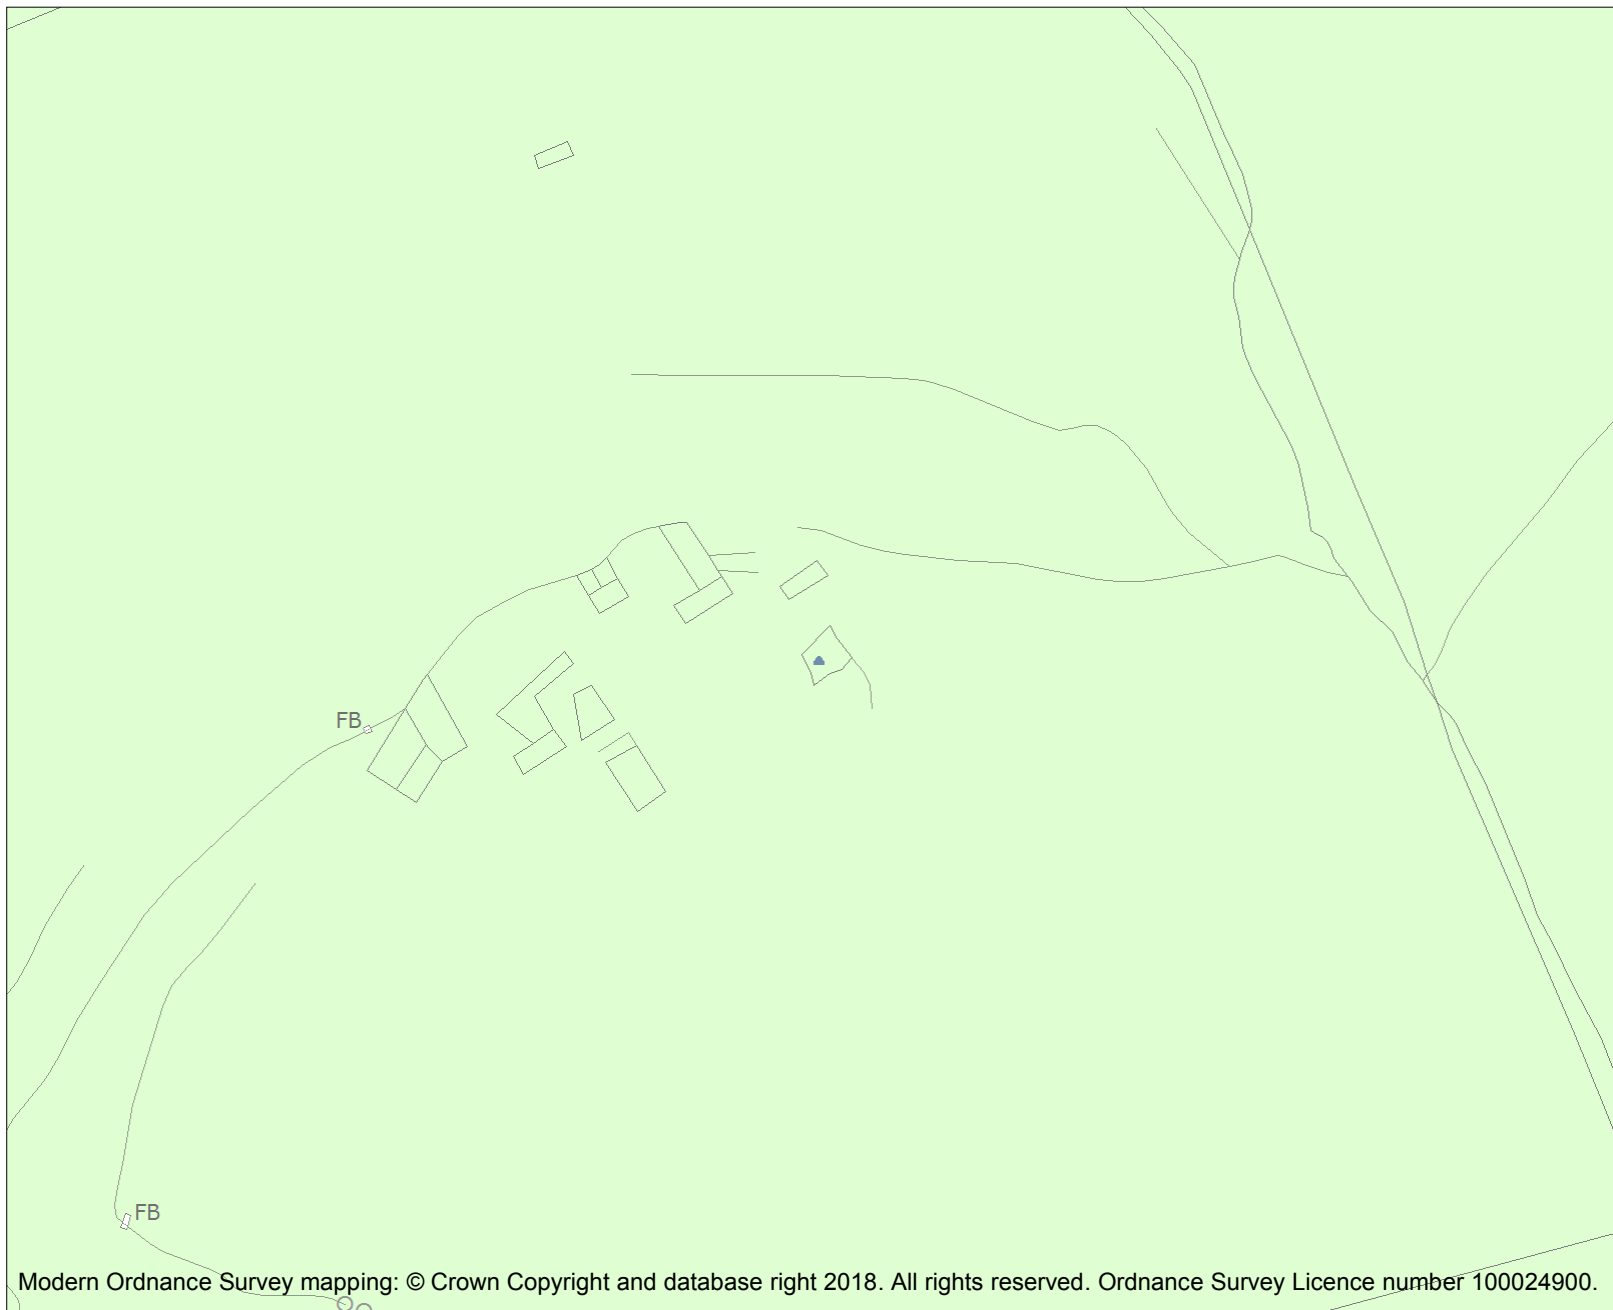 FB
FB
Modern Ordnance Survey mapping: © Crown Copyright and database right 2018. All rights reserved. Ordnance Survey Licence number 100024900.